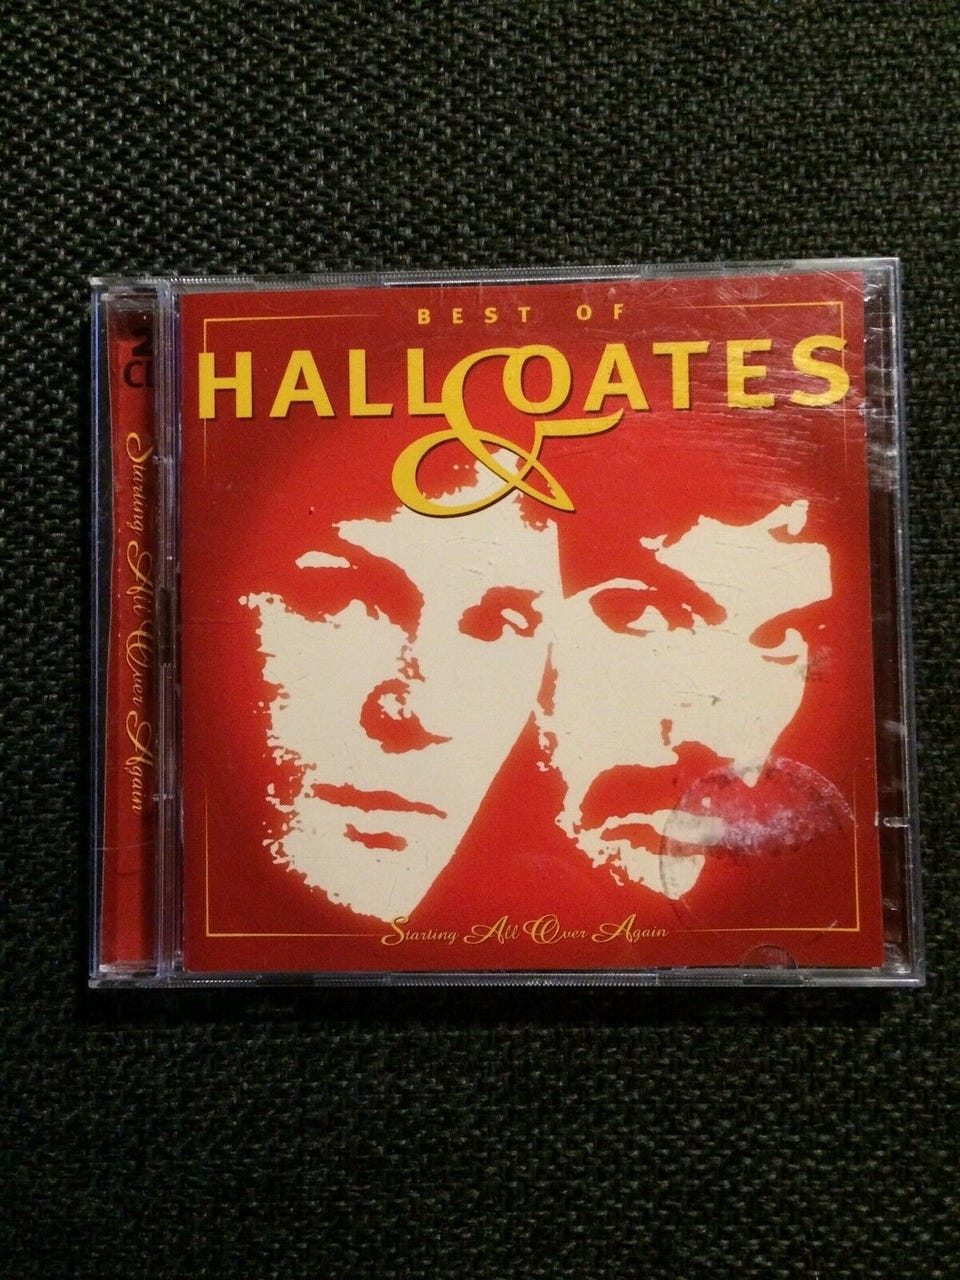 BEST OF
HALL & OATES
Starting All Over Again
2
CD
Starting All Over Again